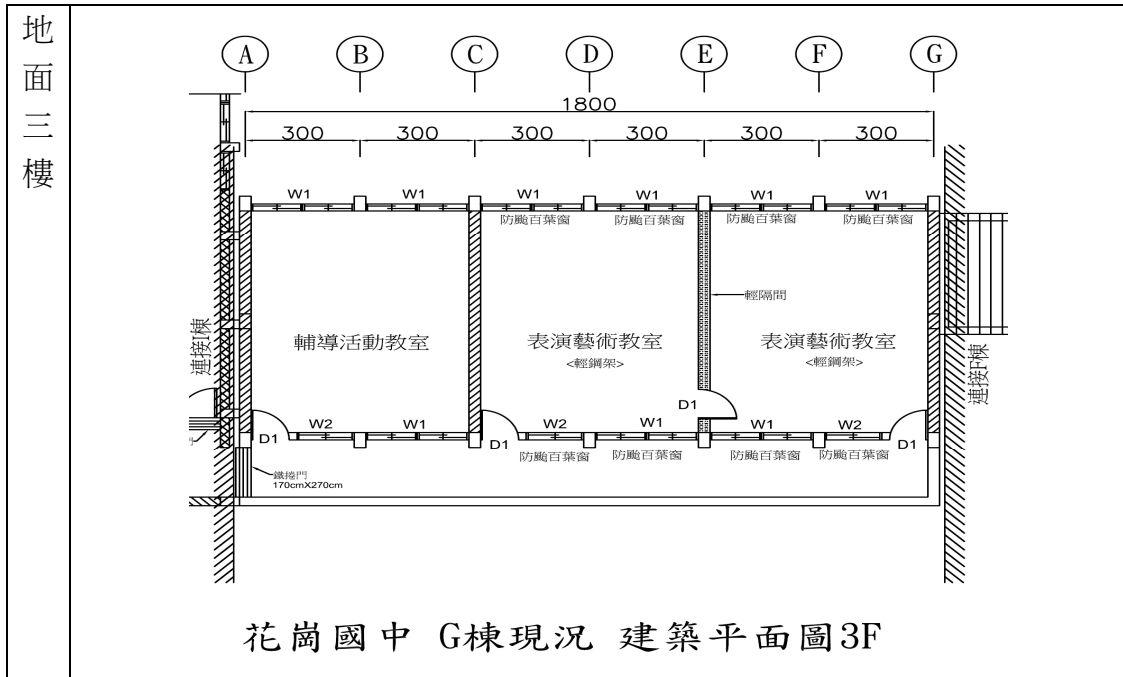 地面三樓
A B C D E F G
1800
300 300 300 300 300 300
W1 W1 W1 W1 W1 W1
防颱百葉窗 防颱百葉窗 防颱百葉窗 防颱百葉窗
輕隔間
連接I棟
輔導活動教室
表演藝術教室
<輕鋼架>
表演藝術教室
<輕鋼架>
連接F棟
D1
W2 W1 W2 W1 W1 W2
D1 D1 D1
防颱百葉窗 防颱百葉窗 防颱百葉窗 防颱百葉窗
鐵捲門
170cmX270cm
花崗國中 G棟現況 建築平面圖3F